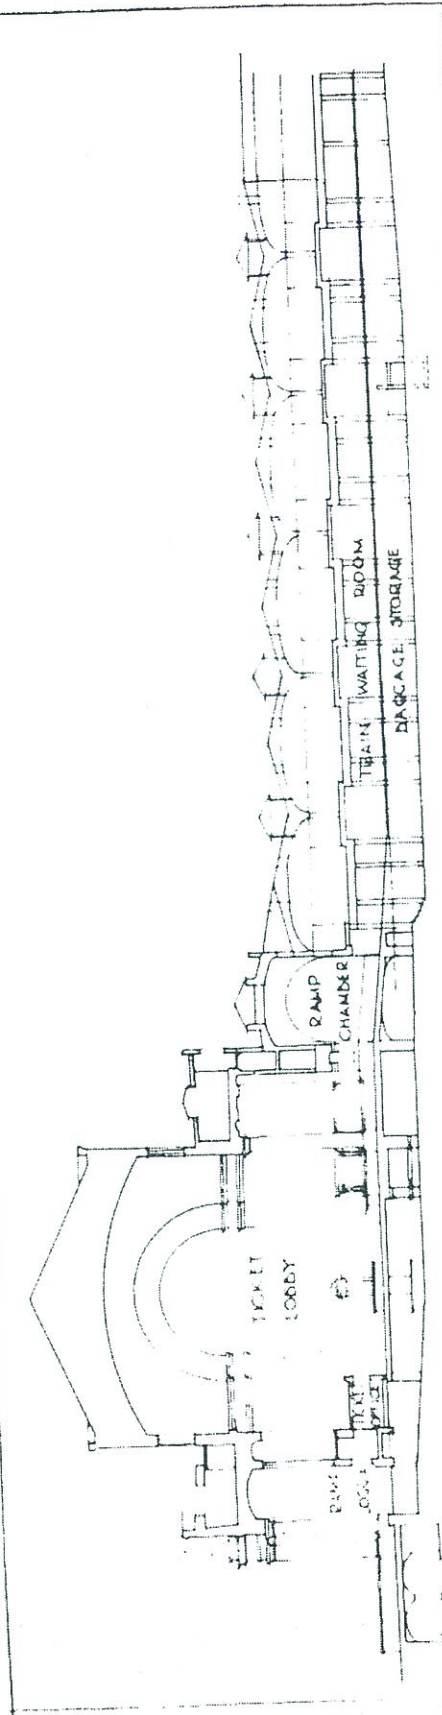 TICKET
LOBBY
TICKET
OFFICE
RAMP
CHAMBER
TRAIN WAITING ROOM
BAGGAGE STORAGE